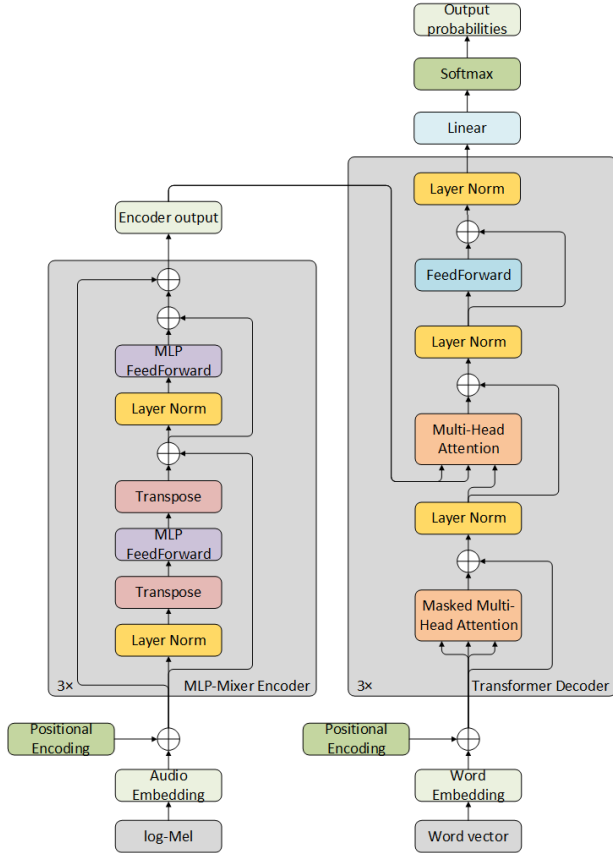 Output
probabilities
Softmax
Linear
Layer Norm
FeedForward
Layer Norm
Multi-Head
Attention
Layer Norm
Masked Multi-
Head Attention
3×
Transformer Decoder
Positional
Encoding
Word
Embedding
Word vector
Encoder output
MLP
FeedForward
Layer Norm
Transpose
MLP
FeedForward
Transpose
Layer Norm
3×
MLP-Mixer Encoder
Positional
Encoding
Audio
Embedding
log-Mel